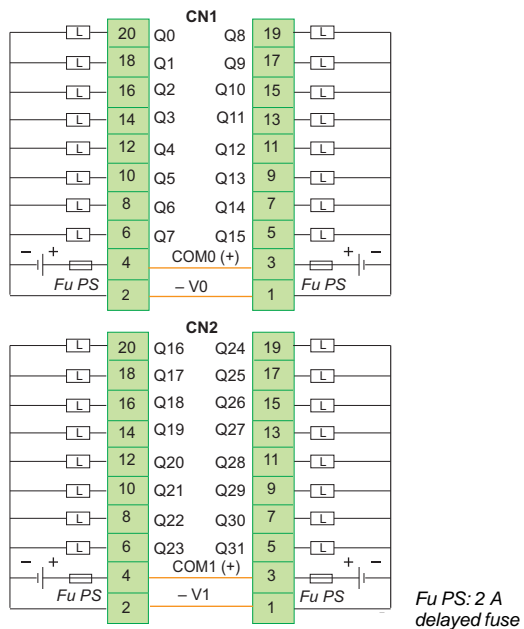 CN1
L 20 Q0 Q8 19 L
L 18 Q1 Q9 17 L
L 16 Q2 Q10 15 L
L 14 Q3 Q11 13 L
L 12 Q4 Q12 11 L
L 10 Q5 Q13 9 L
L 8 Q6 Q14 7 L
L 6 Q7 Q15 5 L
– + 4 COM0 (+) 3 + –
Fu PS Fu PS
2 – V0 1
CN2
L 20 Q16 Q24 19 L
L 18 Q17 Q25 17 L
L 16 Q18 Q26 15 L
L 14 Q19 Q27 13 L
L 12 Q20 Q28 11 L
L 10 Q21 Q29 9 L
L 8 Q22 Q30 7 L
L 6 Q23 Q31 5 L
– + 4 COM1 (+) 3 + –
Fu PS Fu PS
2 – V1 1
Fu PS: 2 A
delayed fuse